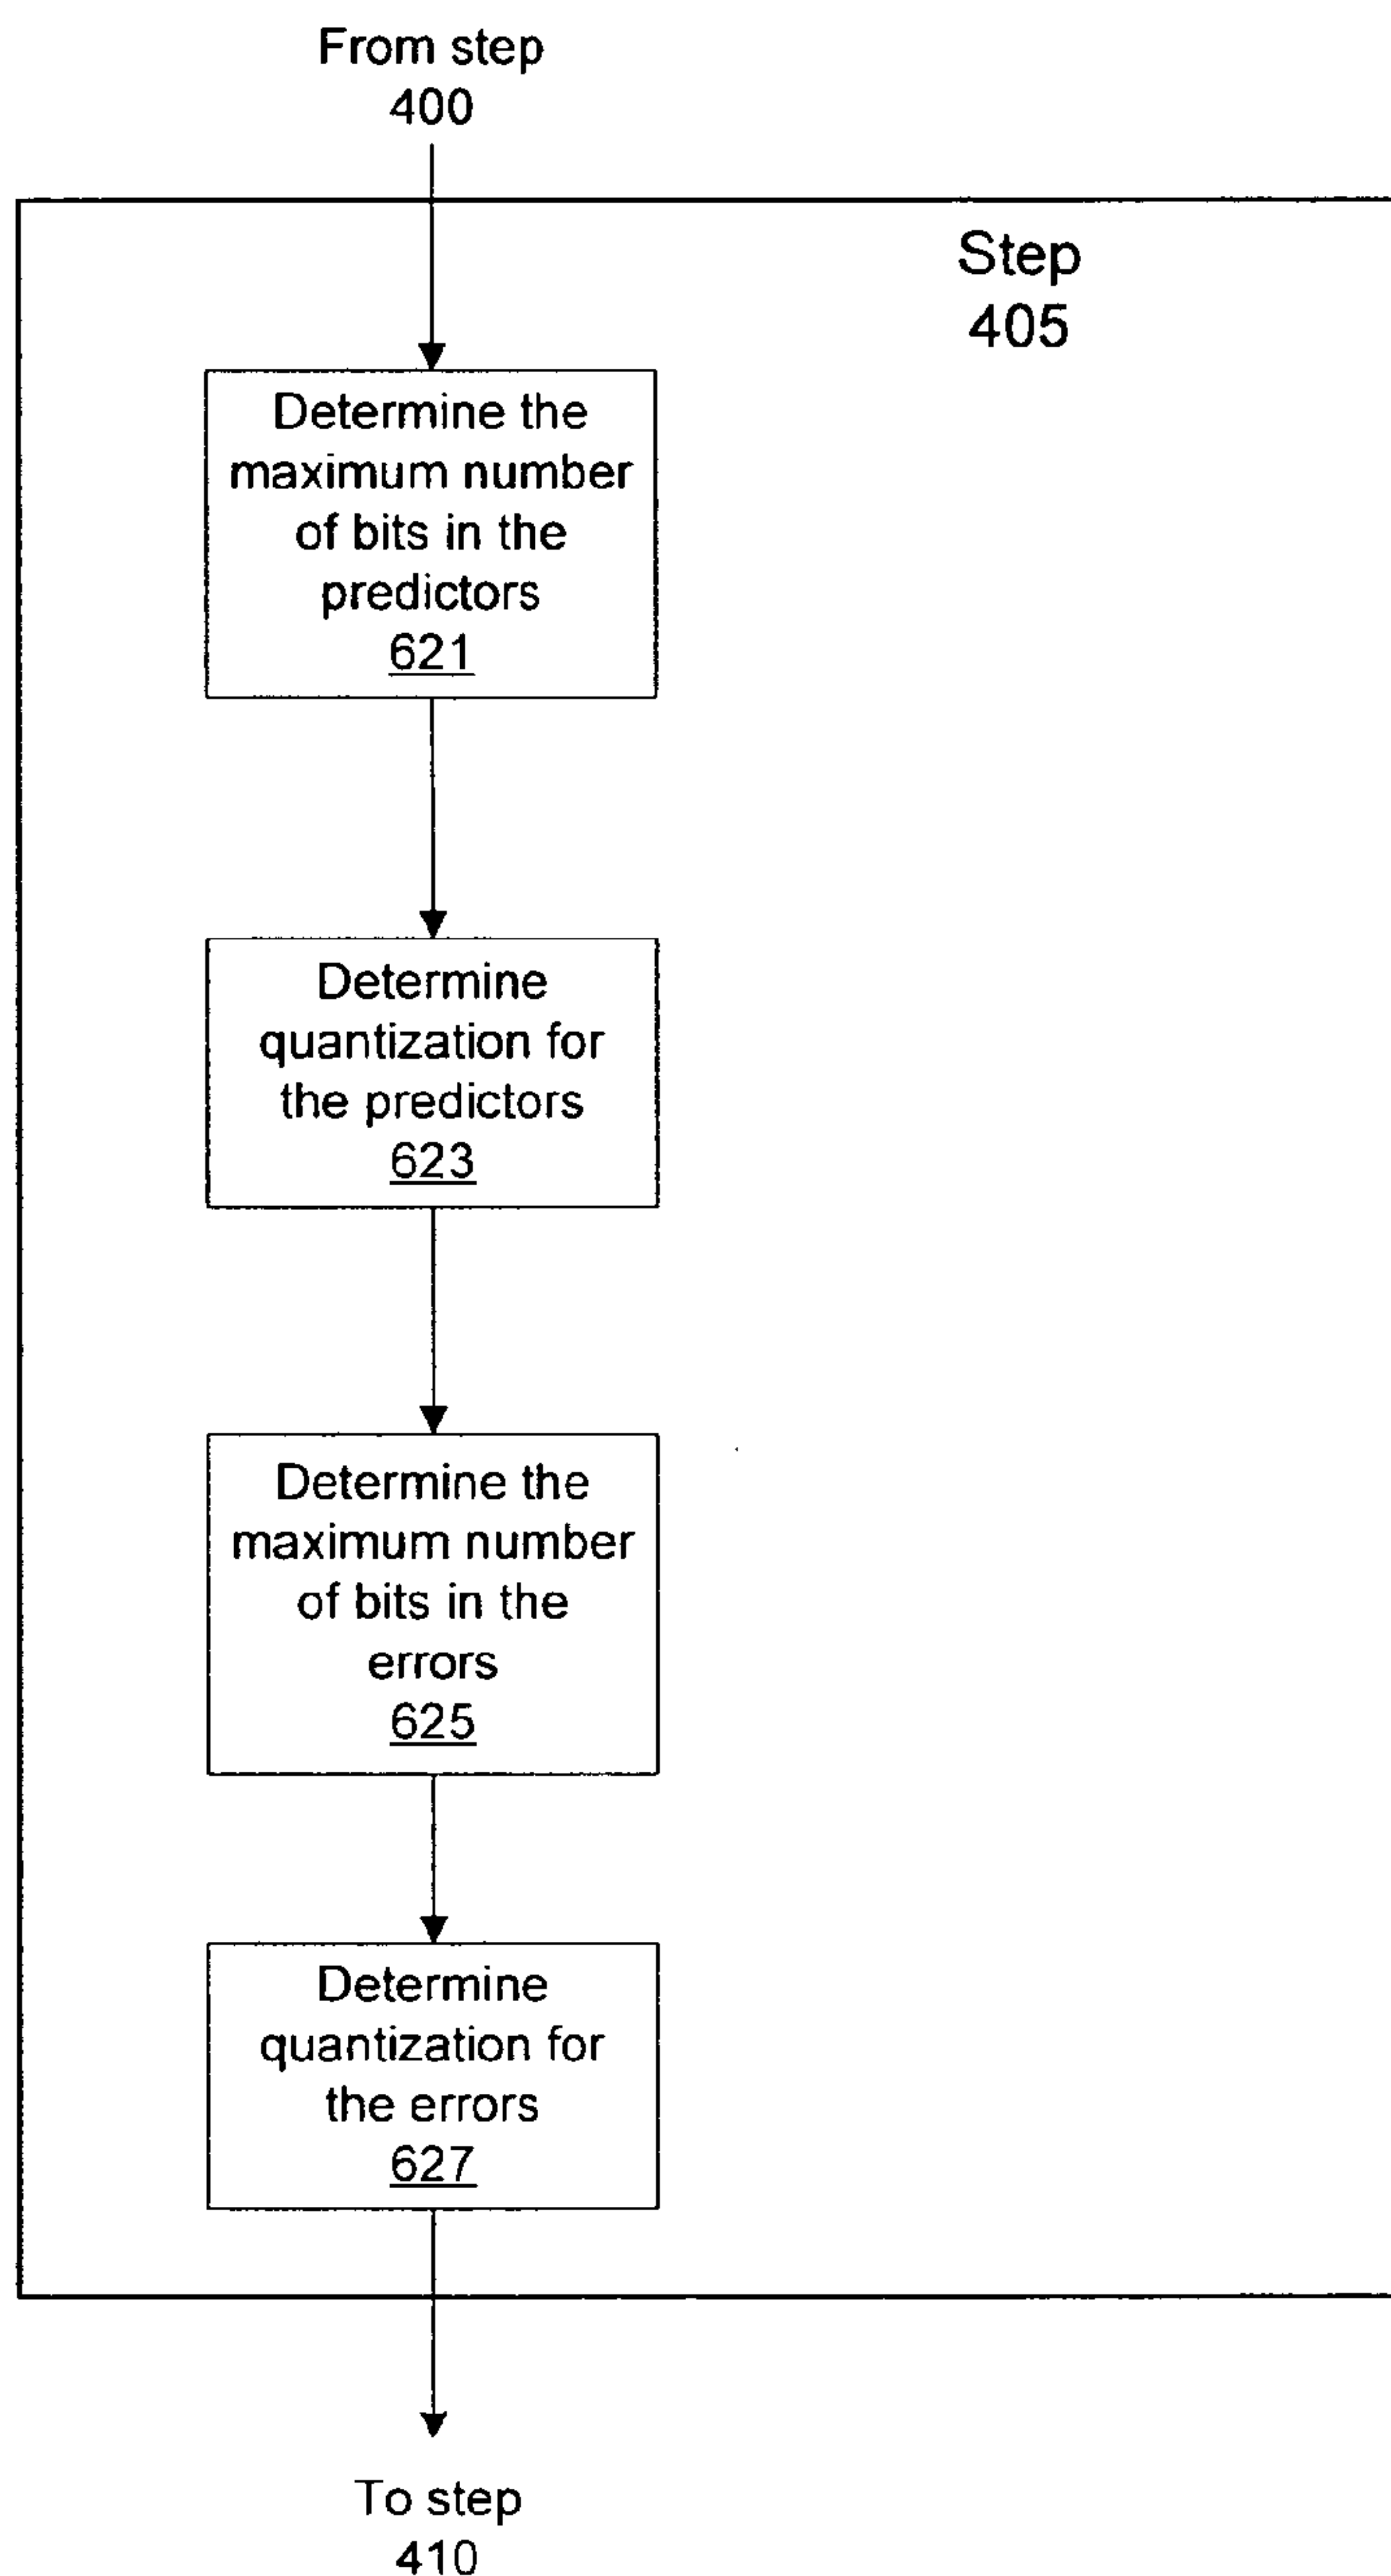 From step
400
Step
405
Determine the
maximum number
of bits in the
predictors
621
Determine
quantization for
the predictors
623
Determine the
maximum number
of bits in the
errors
625
Determine
quantization for
the errors
627
To step
410